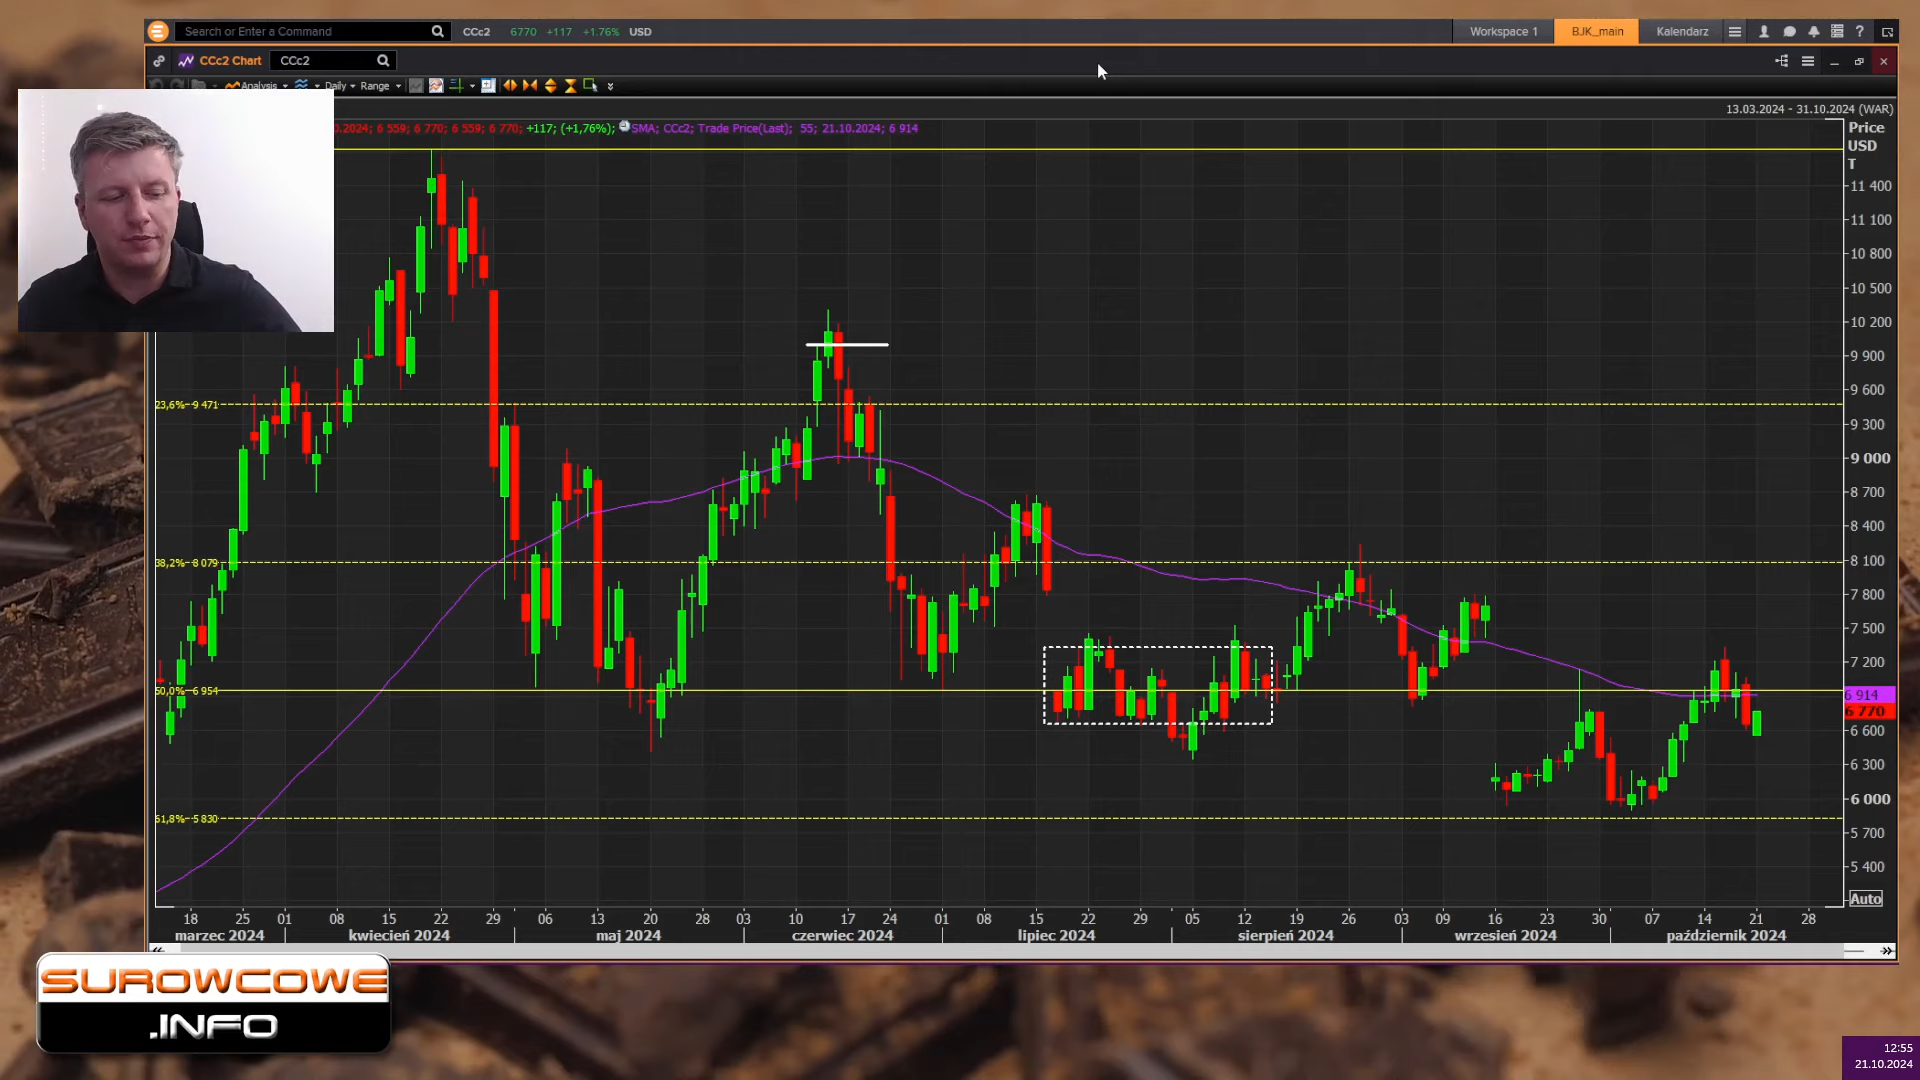 Search or Enter a Command CCc2 6770 +117 +1.76% USD Workspace 1 BJK_main Kalendarz
CCc2 Chart CCc2
Analysis Daily Range
13.03.2024 - 31.10.2024 (WAR)
.2024; 6 559; 6 770; 6 559; 6 770; +117; (+1,76%); SMA; CCc2; Trade Price(Last); 55; 21.10.2024; 6 914
Price
USD
T
11 400
11 100
10 800
10 500
10 200
9 900
9 600
23,6%- 9 471
9 300
9 000
8 700
8 400
38,2%- 8 079
8 100
7 800
7 500
7 200
50,0%- 6 954
6 914
6 770
6 600
6 300
6 000
61,8%- 5 830
5 700
5 400
Auto
18 25 01 08 15 22 29 06 13 20 28 03 10 17 24 01 08 15 22 29 05 12 19 26 03 09 16 23 30 07 14 21 28
marzec 2024 kwiecień 2024 maj 2024 czerwiec 2024 lipiec 2024 sierpień 2024 wrzesień 2024 październik 2024
SUROWCOWE
.INFO
12:55
21.10.2024